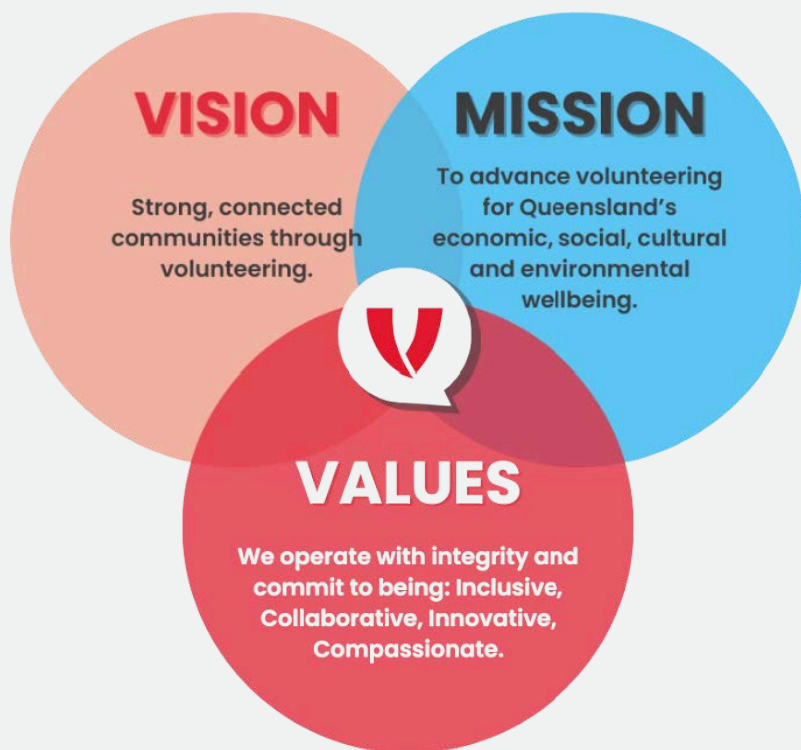 VISION
Strong, connected
communities through
volunteering.
MISSION
To advance volunteering
for Queensland’s
economic, social, cultural
and environmental
wellbeing.
VALUES
We operate with integrity and
commit to being: Inclusive,
Collaborative, Innovative,
Compassionate.